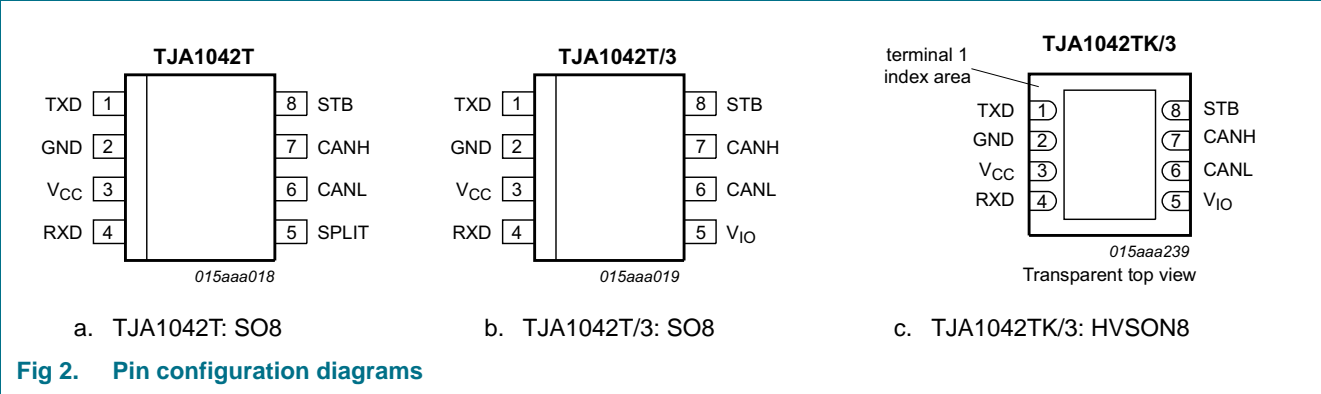 TJA1042T
TXD 1
GND 2
VCC 3
RXD 4
8 STB
7 CANH
6 CANL
5 SPLIT
015aaa018
a. TJA1042T: SO8
TJA1042T/3
TXD 1
GND 2
VCC 3
RXD 4
8 STB
7 CANH
6 CANL
5 VIO
015aaa019
b. TJA1042T/3: SO8
TJA1042TK/3
terminal 1
index area
TXD 1
GND 2
VCC 3
RXD 4
8 STB
7 CANH
6 CANL
5 VIO
015aaa239
Transparent top view
c. TJA1042TK/3: HVSON8
Fig 2. Pin configuration diagrams